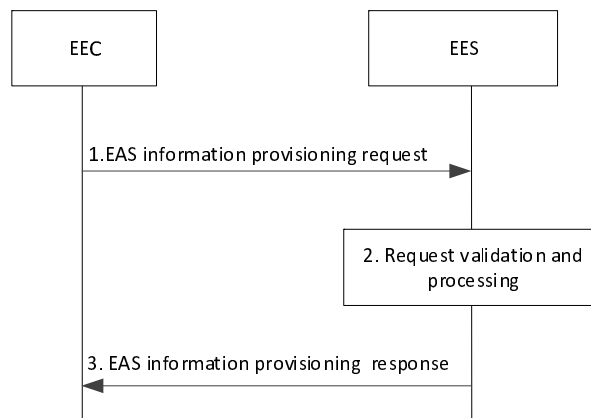 EEC
EES
1.EAS information provisioning request
2. Request validation and
processing
3. EAS information provisioning response